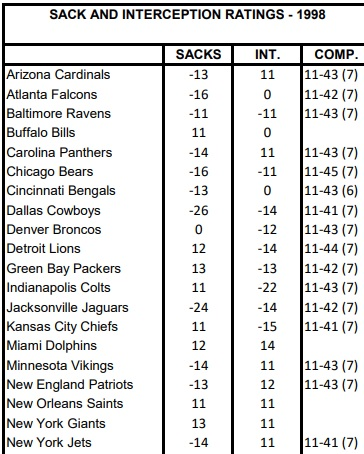 SACK AND INTERCEPTION RATINGS - 1998
SACKS INT. COMP.
Arizona Cardinals -13 11 11-43 (7)
Atlanta Falcons -16 0 11-42 (7)
Baltimore Ravens -11 -11 11-43 (7)
Buffalo Bills 11 0
Carolina Panthers -14 11 11-43 (7)
Chicago Bears -16 -11 11-45 (7)
Cincinnati Bengals -13 0 11-43 (6)
Dallas Cowboys -26 -14 11-41 (7)
Denver Broncos 0 -12 11-43 (7)
Detroit Lions 12 -14 11-44 (7)
Green Bay Packers 13 -13 11-42 (7)
Indianapolis Colts 11 -22 11-43 (7)
Jacksonville Jaguars -24 -14 11-42 (7)
Kansas City Chiefs 11 -15 11-41 (7)
Miami Dolphins 12 14
Minnesota Vikings -14 11 11-43 (7)
New England Patriots -13 12 11-43 (7)
New Orleans Saints 11 11
New York Giants 13 11
New York Jets -14 11 11-41 (7)